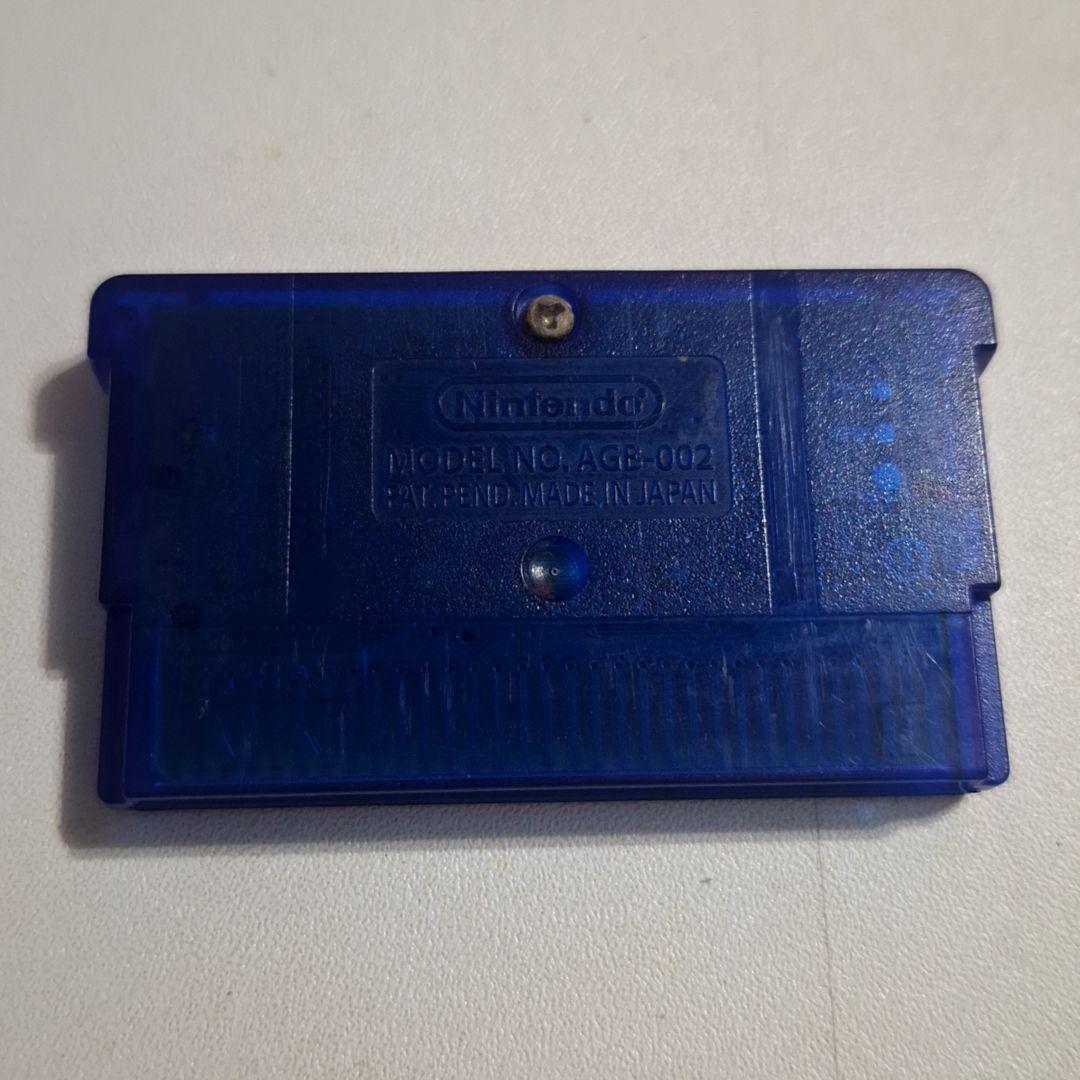 Nintendo®
MODEL NO. AGB-002
PAT. PEND. MADE IN JAPAN